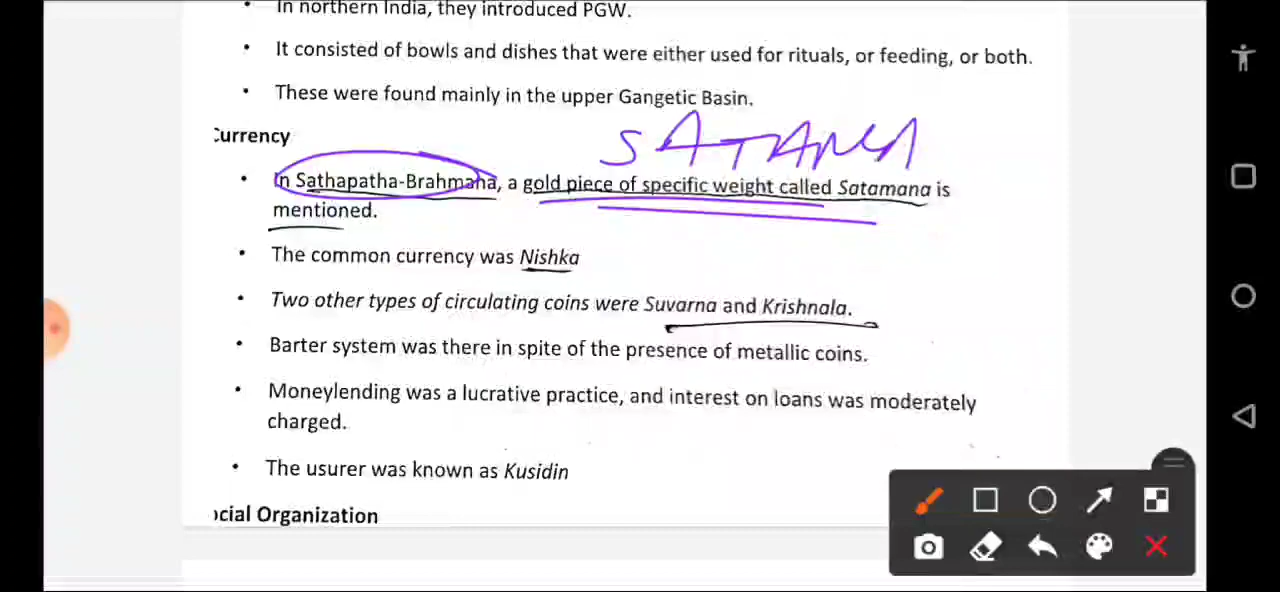 In northern India, they introduced PGW.
• It consisted of bowls and dishes that were either used for rituals, or feeding, or both.
• These were found mainly in the upper Gangetic Basin.
Currency
SATAMA
• In Sathapatha-Brahmana, a gold piece of specific weight called Satamana is
mentioned.
• The common currency was Nishka
• Two other types of circulating coins were Suvarna and Krishnala.
• Barter system was there in spite of the presence of metallic coins.
• Moneylending was a lucrative practice, and interest on loans was moderately
charged.
• The usurer was known as Kusidin
ocial Organization